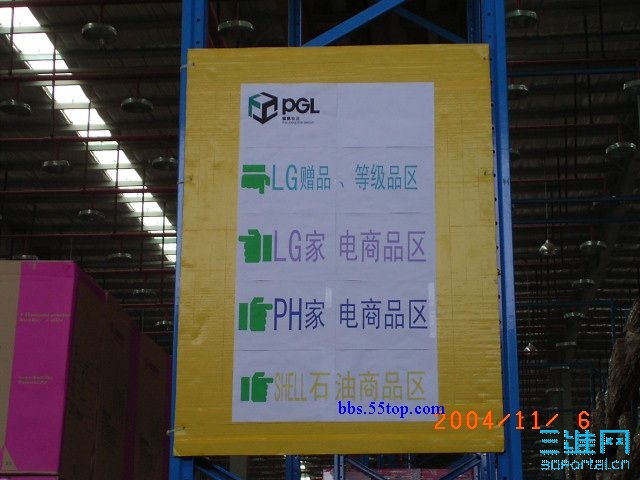 PGL
LG赠品、等级品区
LG家 电商品区
PH家 电商品区
SHELL石 油商品区
bbs.55top.com
2004/11/ 6
三维网
3dportal.cn